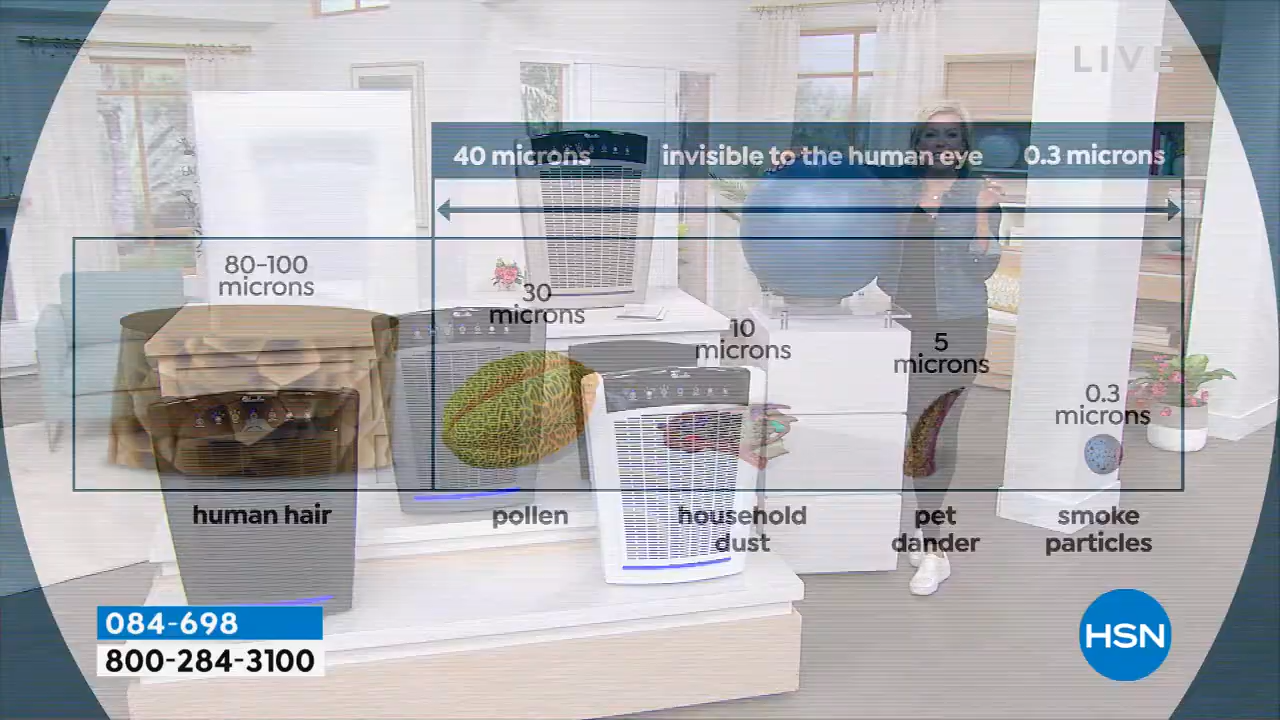 LIVE
40 microns
invisible to the human eye
0.3 microns
80-100
microns
30
microns
10
microns
5
microns
0.3
microns
human hair
pollen
household
dust
pet
dander
smoke
particles
084-698
800-284-3100
HSN